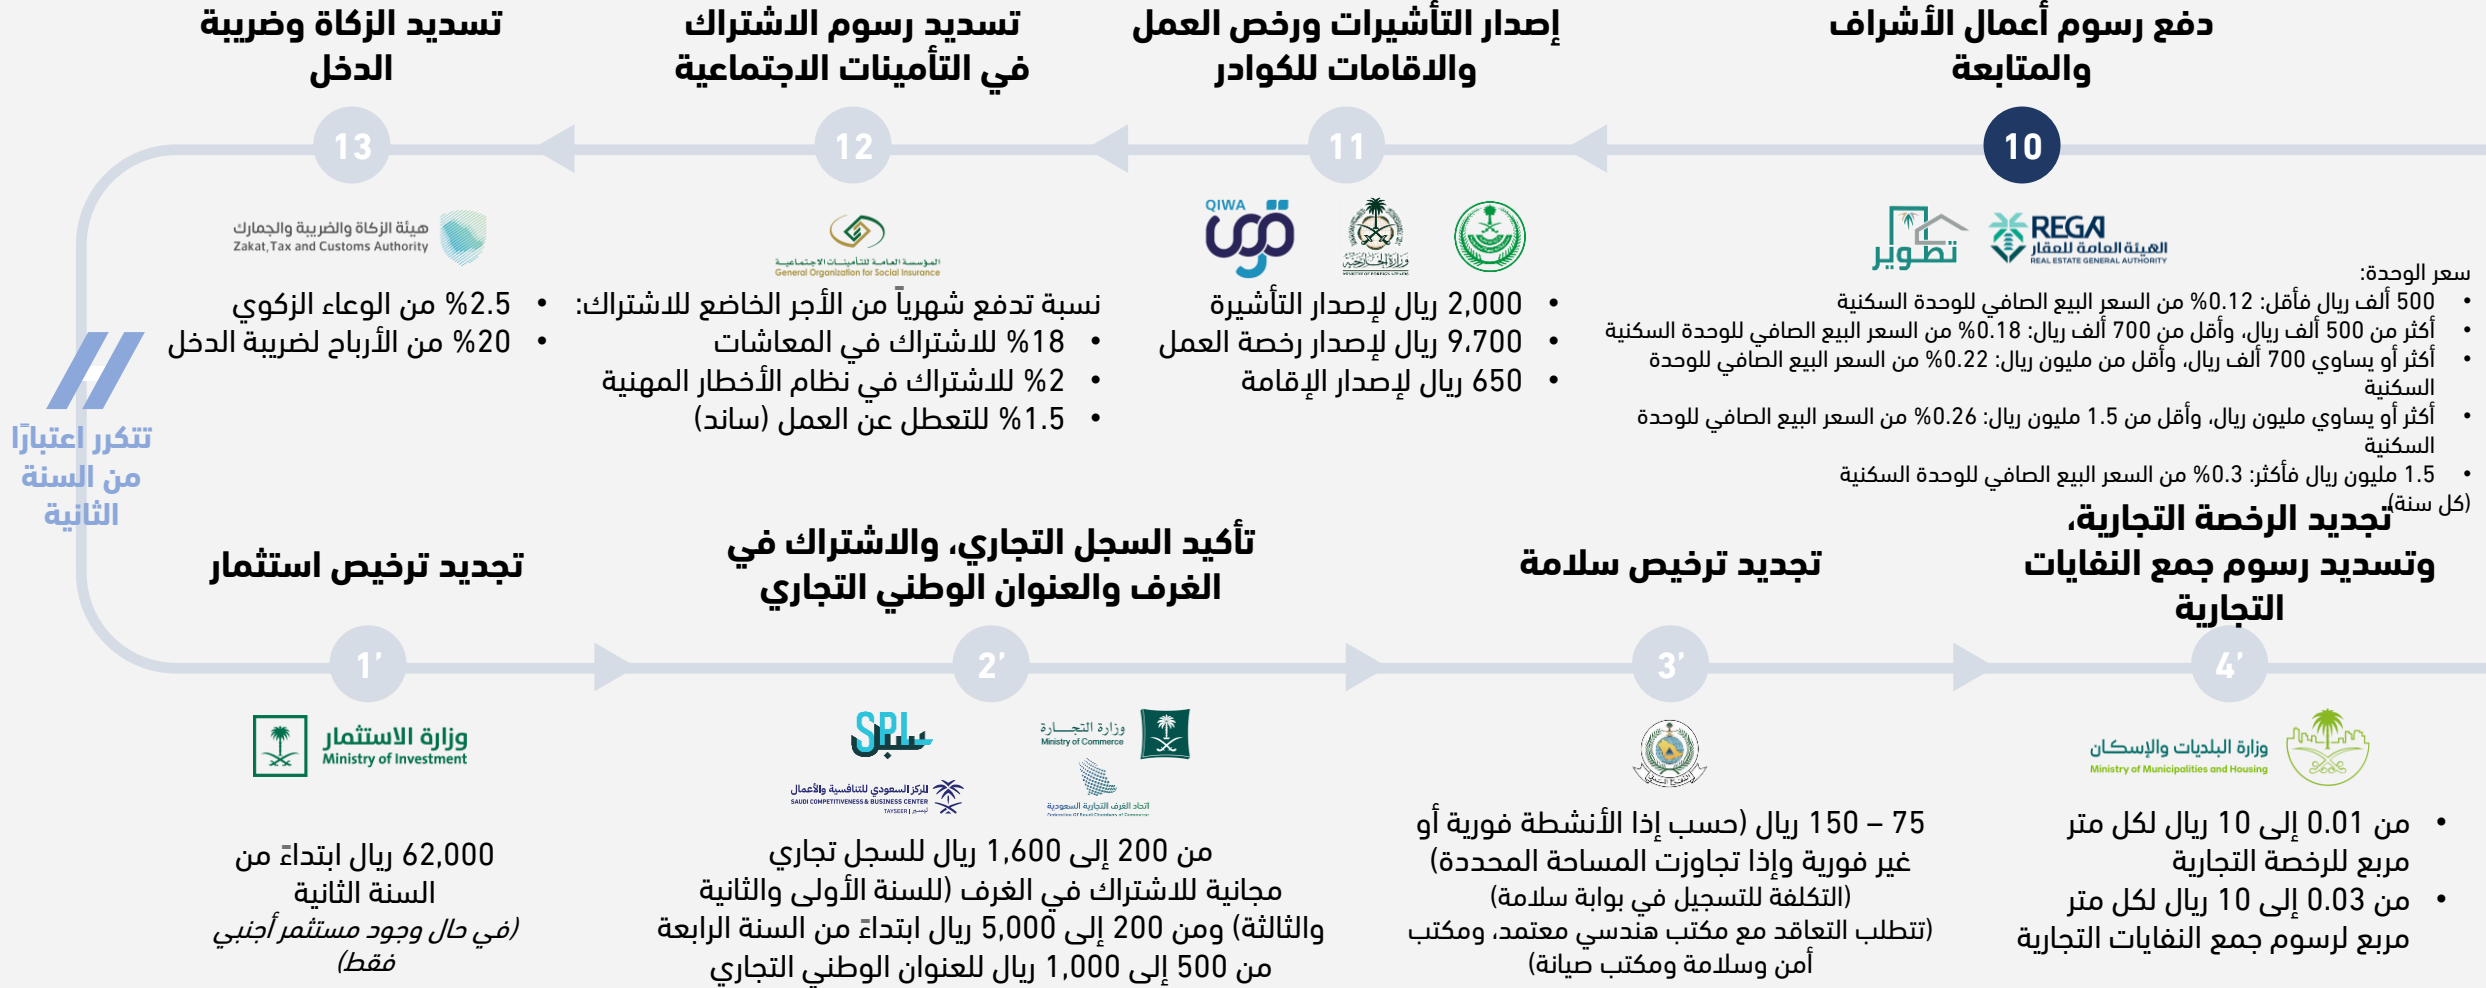 دفع رسوم أعمال الأشراف
والمتابعة
10
تطوير
REGA
الهيئة العامة للعقار
REAL ESTATE GENERAL AUTHORITY
سعر الوحدة:
• 500 ألف ريال فأقل: 0.12% من السعر البيع الصافي للوحدة السكنية
• أكثر من 500 ألف ريال، وأقل من 700 ألف ريال: 0.18% من السعر البيع الصافي للوحدة السكنية
• أكثر أو يساوي 700 ألف ريال، وأقل من مليون ريال: 0.22% من السعر البيع الصافي للوحدة
السكنية
• أكثر أو يساوي مليون ريال، وأقل من 1.5 مليون ريال: 0.26% من السعر البيع الصافي للوحدة
السكنية
• 1.5 مليون ريال فأكثر: 0.3% من السعر البيع الصافي للوحدة السكنية
(كل سنة)
إصدار التأشيرات ورخص العمل
والاقامات للكوادر
11
QIWA
قوى
وزارة الخارجية
MINISTRY OF FOREIGN AFFAIRS
• 2,000 ريال لإصدار التأشيرة
• 9،700 ريال لإصدار رخصة العمل
• 650 ريال لإصدار الإقامة
تسديد رسوم الاشتراك
في التأمينات الاجتماعية
12
المؤسسة العامة للتأمينات الاجتماعية
General Organization for Social Insurance
نسبة تدفع شهرياً من الأجر الخاضع للاشتراك:
• 18% للاشتراك في المعاشات
• 2% للاشتراك في نظام الأخطار المهنية
• 1.5% للتعطل عن العمل (ساند)
تسديد الزكاة وضريبة
الدخل
13
هيئة الزكاة والضريبة والجمارك
Zakat, Tax and Customs Authority
• 2.5% من الوعاء الزكوي
• 20% من الأرباح لضريبة الدخل
تتكرر اعتبارًا
من السنة
الثانية
تجديد ترخيص استثمار
1’
وزارة الاستثمار
Ministry of Investment
62,000 ريال ابتداءً من
السنة الثانية
(في حال وجود مستثمر أجنبي
فقط)
تأكيد السجل التجاري، والاشتراك في
الغرف والعنوان الوطني التجاري
2’
SPL
سبل
وزارة التجارة
Ministry of Commerce
المركز السعودي للتنافسية والأعمال
SAUDI COMPETITIVENESS & BUSINESS CENTER
TAYSEER | تيسير
اتحاد الغرف التجارية السعودية
Federation Of Saudi Chambers of Commerce
من 200 إلى 1,600 ريال للسجل تجاري
مجانية للاشتراك في الغرف (للسنة الأولى والثانية
والثالثة) ومن 200 إلى 5,000 ريال ابتداءً من السنة الرابعة
من 500 إلى 1,000 ريال للعنوان الوطني التجاري
تجديد ترخيص سلامة
3’
75 – 150 ريال (حسب إذا الأنشطة فورية أو
غير فورية وإذا تجاوزت المساحة المحددة)
(التكلفة للتسجيل في بوابة سلامة)
(تتطلب التعاقد مع مكتب هندسي معتمد، ومكتب
أمن وسلامة ومكتب صيانة)
تجديد الرخصة التجارية،
وتسديد رسوم جمع النفايات
التجارية
4’
وزارة البلديات والإسكان
Ministry of Municipalities and Housing
• من 0.01 إلى 10 ريال لكل متر
مربع للرخصة التجارية
• من 0.03 إلى 10 ريال لكل متر
مربع لرسوم جمع النفايات التجارية